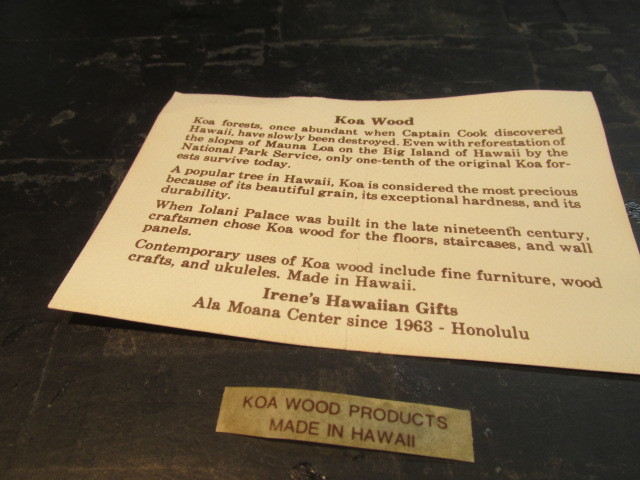 Koa Wood
Koa forests, once abundant when Captain Cook discovered
Hawaii, have slowly been destroyed. Even with reforestation of
the slopes of Mauna Loa on the Big Island of Hawaii by the
National Park Service, only one-tenth of the original Koa for-
ests survive today.
A popular tree in Hawaii, Koa is considered the most precious
because of its beautiful grain, its exceptional hardness, and its
durability.
When Iolani Palace was built in the late nineteenth century,
craftsmen chose Koa wood for the floors, staircases, and wall
panels.
Contemporary uses of Koa wood include fine furniture, wood
crafts, and ukuleles. Made in Hawaii.
Irene's Hawaiian Gifts
Ala Moana Center since 1963 - Honolulu
KOA WOOD PRODUCTS
MADE IN HAWAII